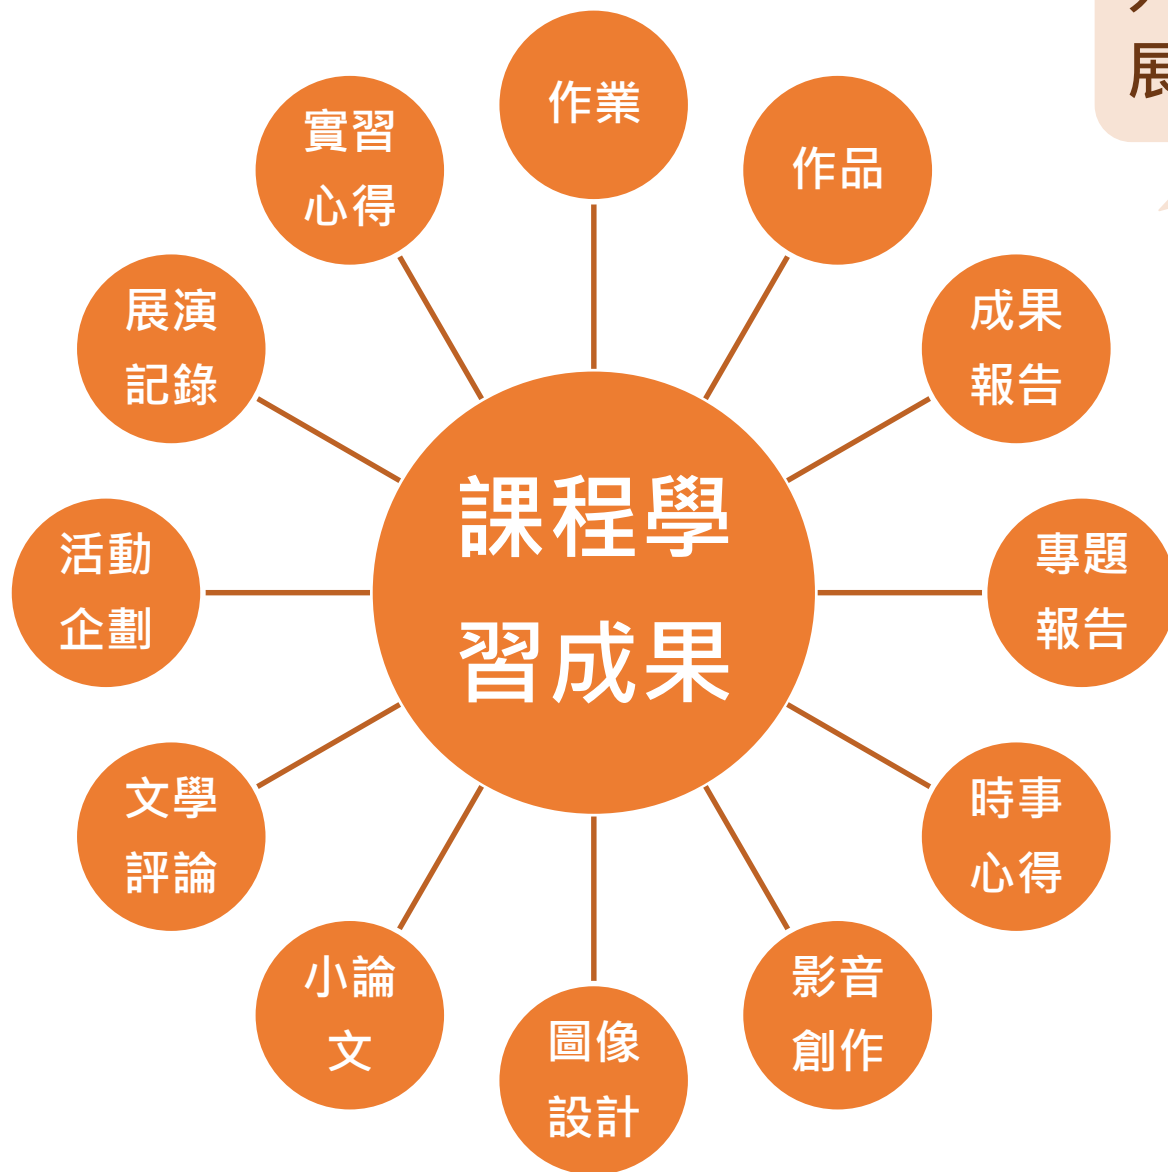 展
課程學
習成果
作業
作品
成果
報告
專題
報告
時事
心得
影音
創作
圖像
設計
小論
文
文學
評論
活動
企劃
展演
記錄
實習
心得